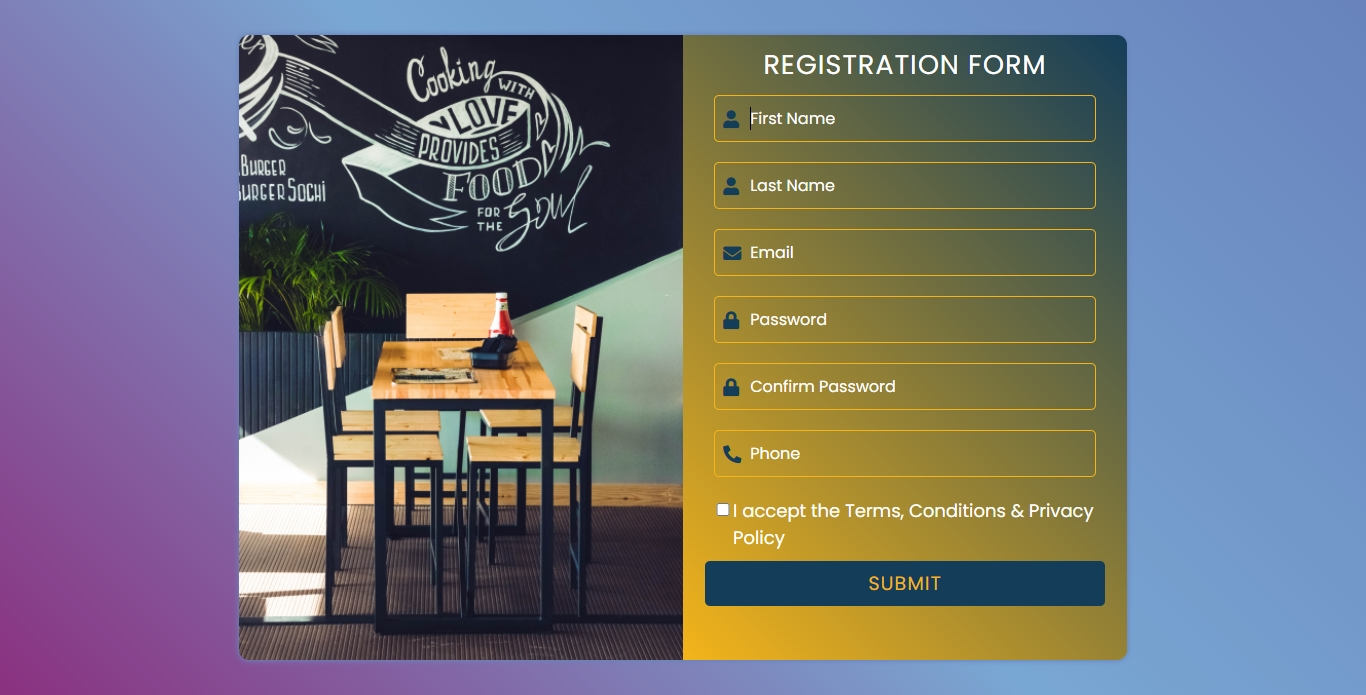 Cooking
WITH
LOVE
PROVIDES
FOOD
FOR
THE
Soul
BURGER
BURGER SOCHI
REGISTRATION FORM
First Name
Last Name
Email
Password
Confirm Password
Phone
I accept the Terms, Conditions & Privacy
Policy
SUBMIT